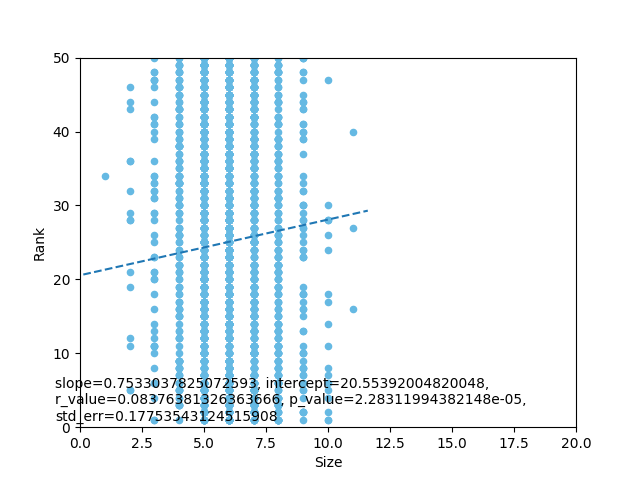 50
40
30
20
10
0
Rank
slope=0.7533037825072593, intercept=20.55392004820048,
r_value=0.08376381326363666, p_value=2.28311994382148e-05,
std_err=0.17753543124515908
0.0 2.5 5.0 7.5 10.0 12.5 15.0 17.5 20.0
Size